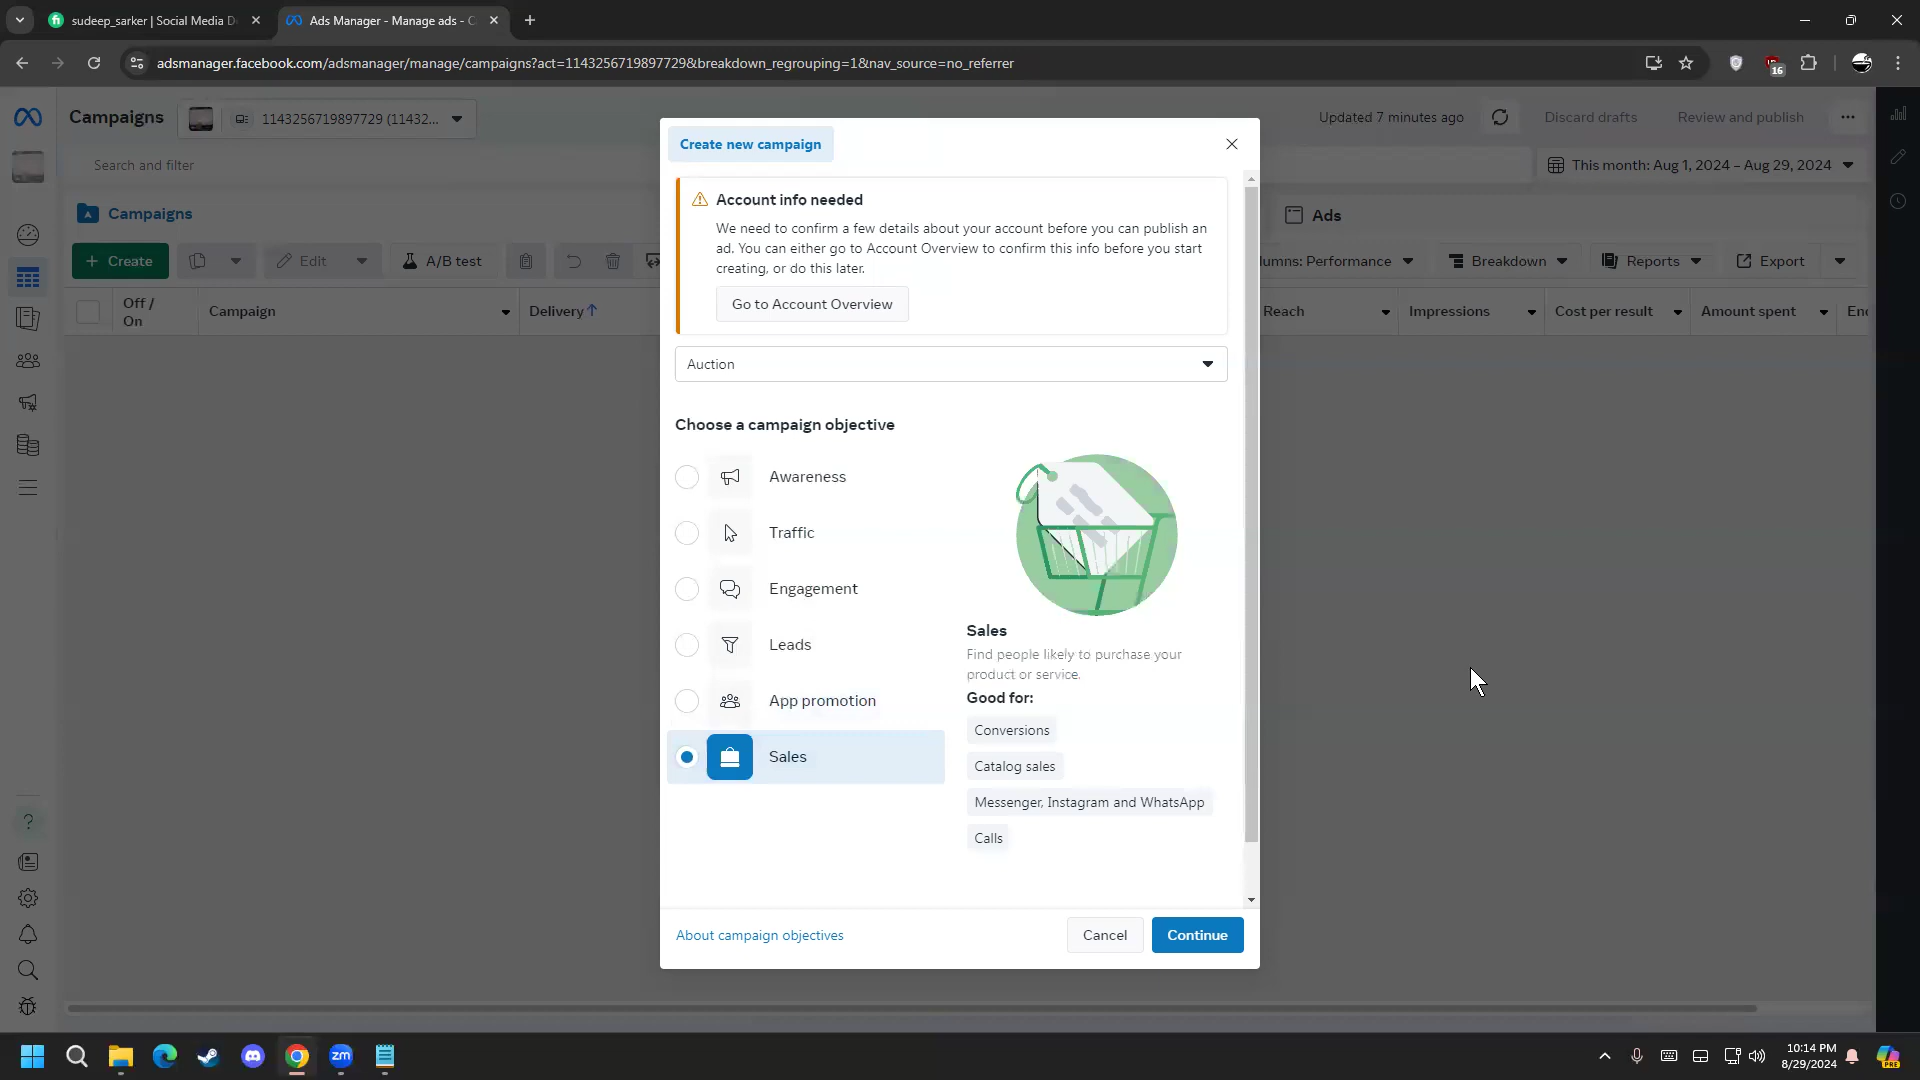 sudeep_sarker | Social Media D
Ads Manager - Manage ads - C
adsmanager.facebook.com/adsmanager/manage/campaigns?act=1143256719897729&breakdown_regrouping=1&nav_source=no_referrer
16
Campaigns
1143256719897729 (11432...
Updated 7 minutes ago
Discard drafts
Review and publish
Search and filter
This month: Aug 1, 2024 – Aug 29, 2024
Campaigns
Ads
+ Create
Edit
A/B test
lumns: Performance
Breakdown
Reports
Export
Off / On
Campaign
Delivery
Reach
Impressions
Cost per result
Amount spent
End
Create new campaign
Account info needed
We need to confirm a few details about your account before you can publish an
ad. You can either go to Account Overview to confirm this info before you start
creating, or do this later.
Go to Account Overview
Auction
Choose a campaign objective
Awareness
Traffic
Engagement
Leads
App promotion
Sales
Sales
Find people likely to purchase your
product or service.
Good for:
Conversions
Catalog sales
Messenger, Instagram and WhatsApp
Calls
About campaign objectives
Cancel
Continue
zm
10:14 PM
8/29/2024
PRE